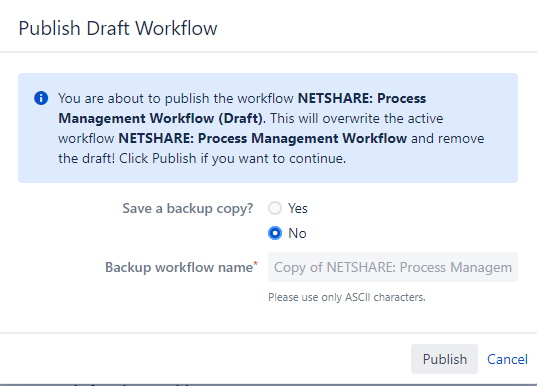 Publish Draft Workflow
You are about to publish the workflow NETSHARE: Process
Management Workflow (Draft). This will overwrite the active
workflow NETSHARE: Process Management Workflow and remove
the draft! Click Publish if you want to continue.
Save a backup copy? Yes
No
Backup workflow name* Copy of NETSHARE: Process Managem
Please use only ASCII characters.
Publish Cancel